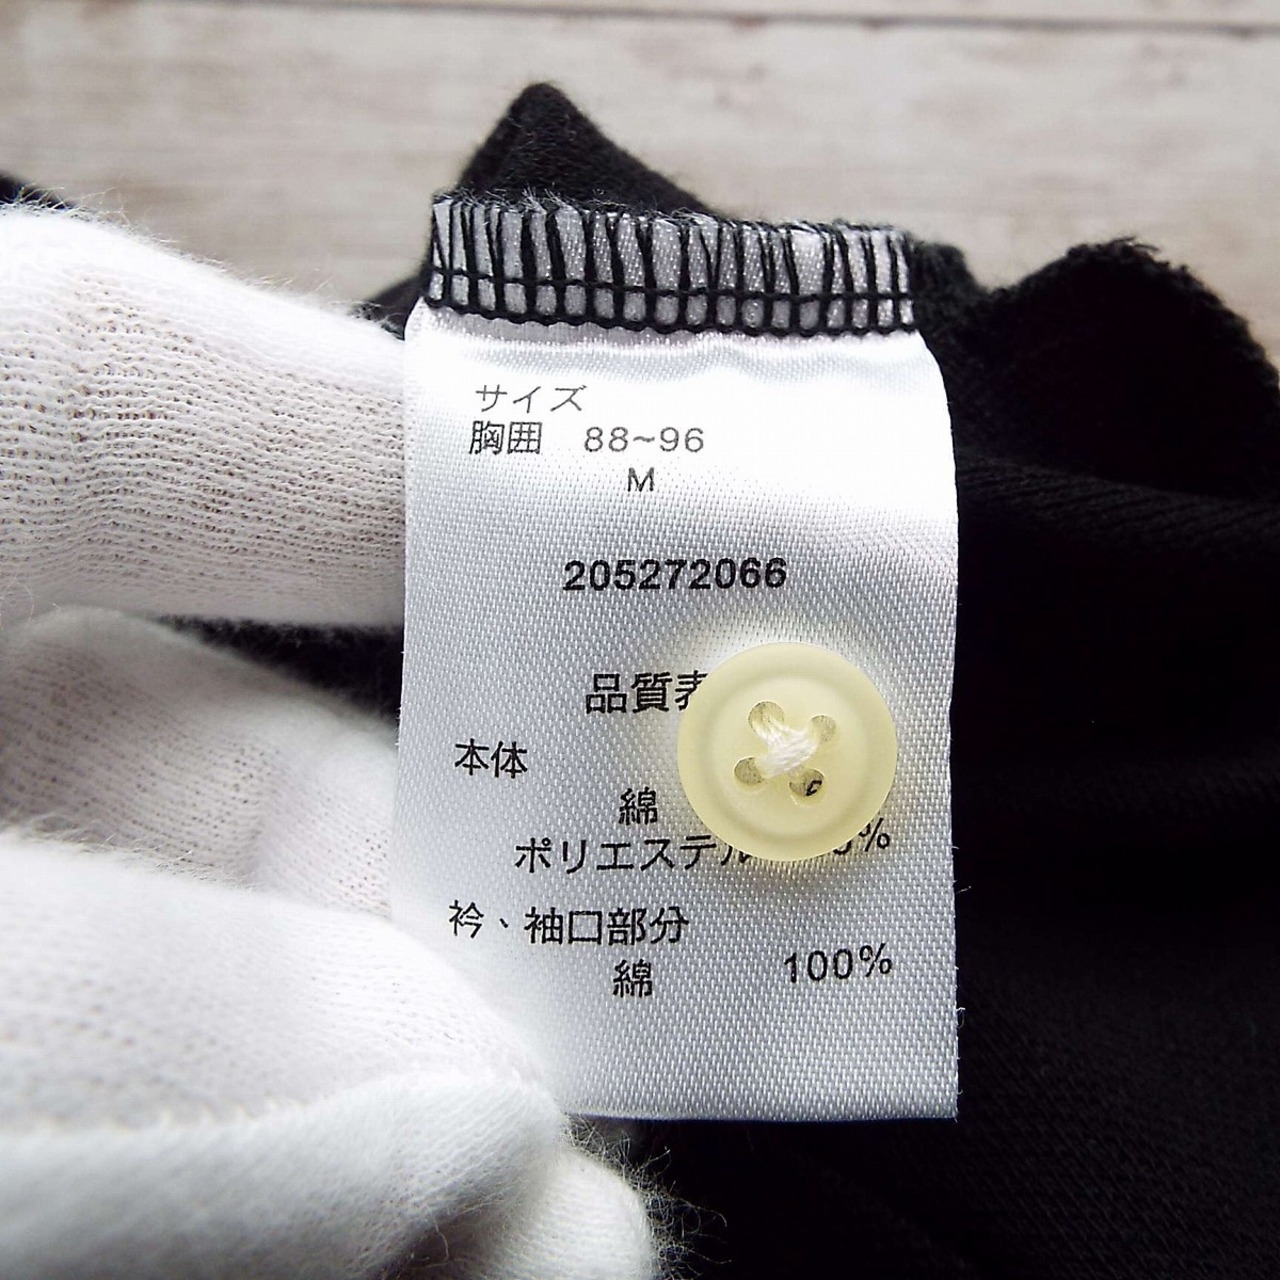 サイズ
胸囲 88~96
M
205272066
品質
本体
綿
ポリエステル
衿、袖口部分
綿 100%